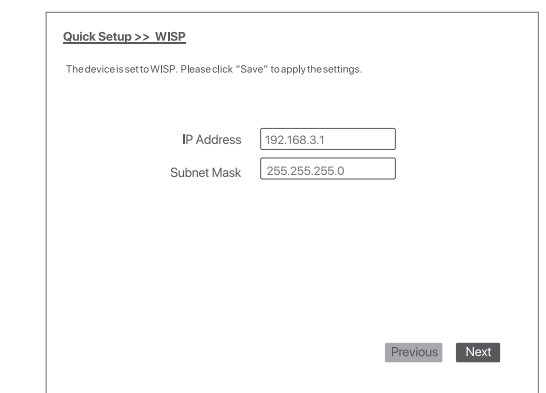 Quick Setup >> WISP
The device is set to WISP. Please click "Save" to apply the settings.
IP Address 192.168.3.1
Subnet Mask 255.255.255.0
Previous Next